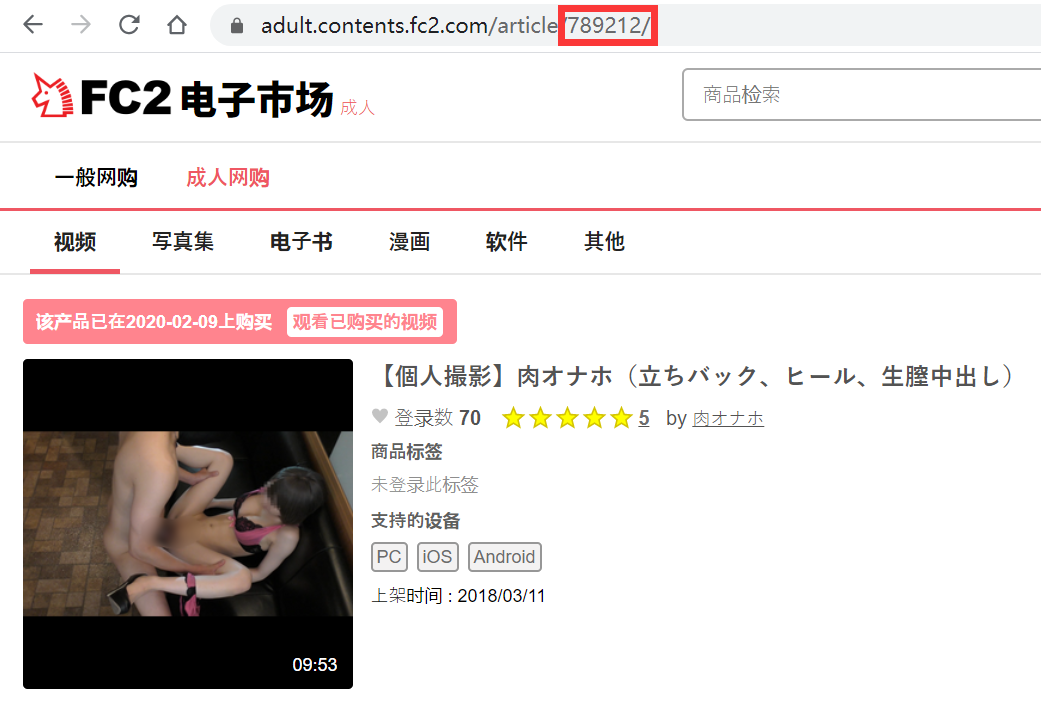 adult.contents.fc2.com/article/789212/
FC2电子市场 成人
商品检索
一般网购 成人网购
视频 写真集 电子书 漫画 软件 其他
该产品已在2020-02-09上购买 观看已购买的视频
【個人撮影】肉オナホ（立ちバック、ヒール、生膣中出し）
登录数 70 5 by 肉オナホ
商品标签
未登录此标签
支持的设备
PC iOS Android
上架时间 : 2018/03/11
09:53